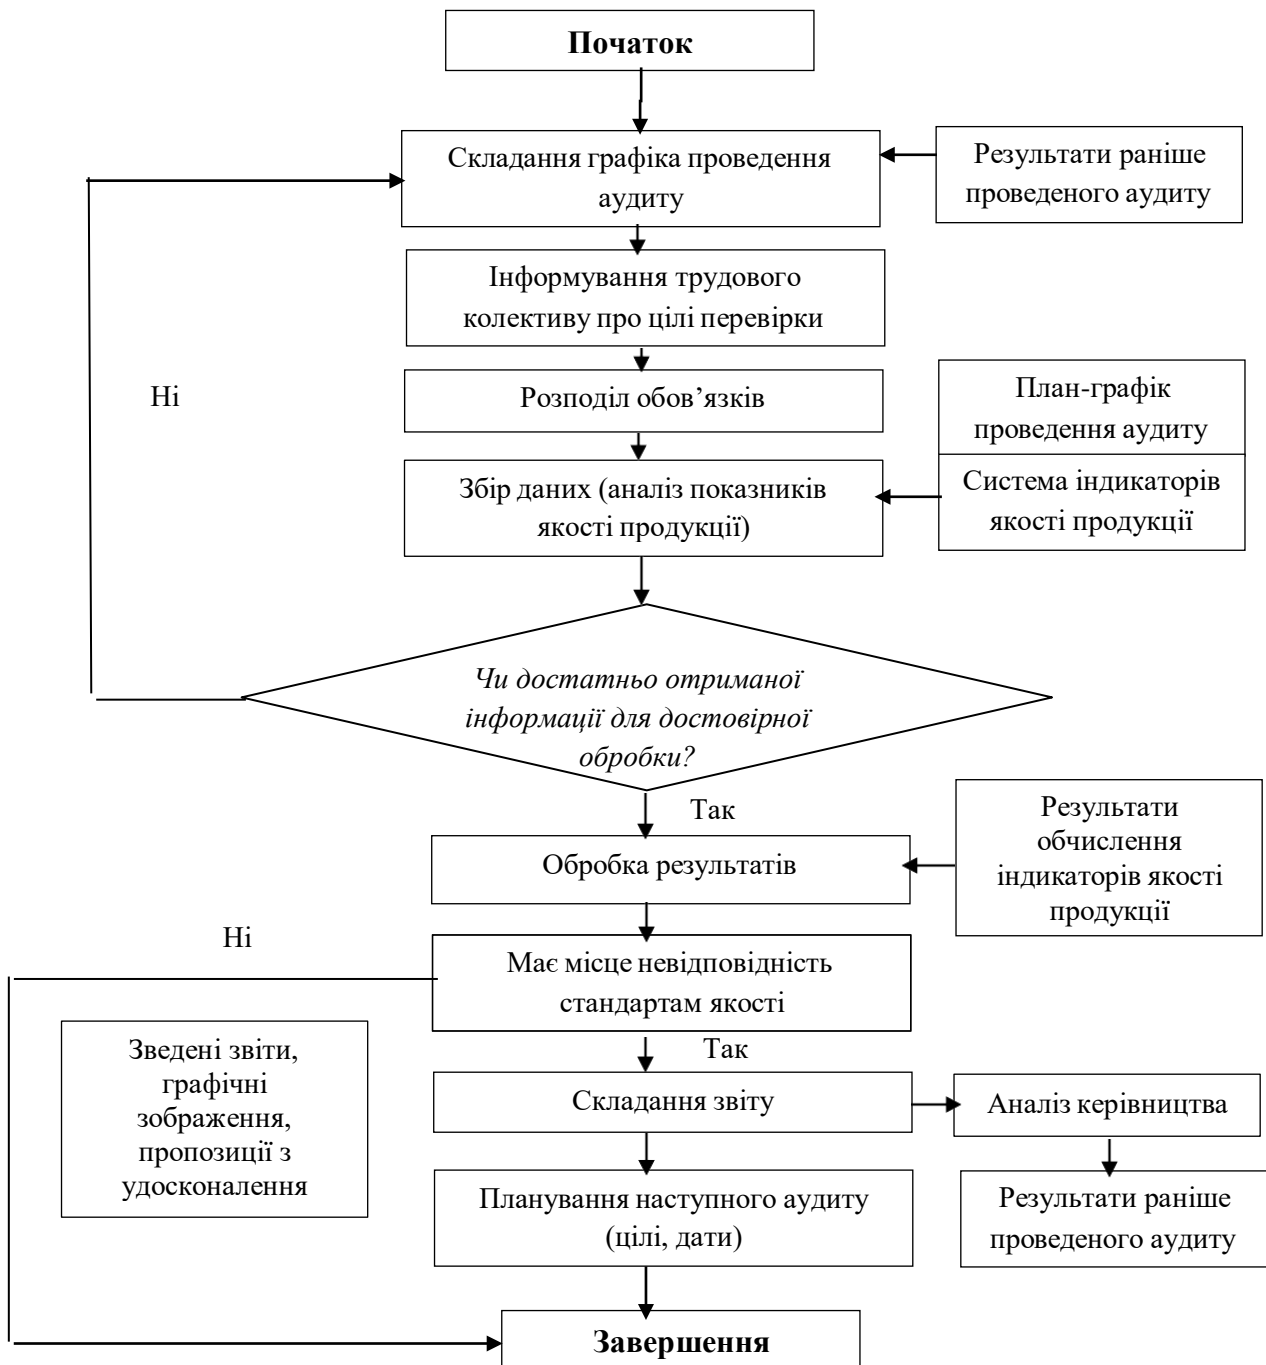 Початок
Складання графіка проведення
аудиту
Результати раніше
проведеного аудиту
Інформування трудового
колективу про цілі перевірки
Ні
Розподіл обов’язків
План-графік
проведення аудиту
Збір даних (аналіз показників
якості продукції)
Система індикаторів
якості продукції
Чи достатньо отриманої
інформації для достовірної
обробки?
Так
Обробка результатів
Результати
обчислення
індикаторів якості
продукції
Ні
Має місце невідповідність
стандартам якості
Так
Зведені звіти,
графічні
зображення,
пропозиції з
удосконалення
Складання звіту
Аналіз керівництва
Планування наступного аудиту
(цілі, дати)
Результати раніше
проведеного аудиту
Завершення